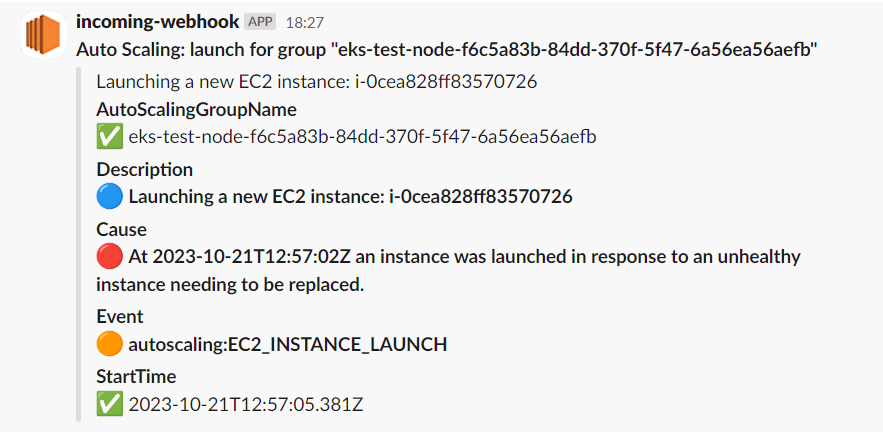 incoming-webhook APP 18:27
Auto Scaling: launch for group "eks-test-node-f6c5a83b-84dd-370f-5f47-6a56ea56aefb"
Launching a new EC2 instance: i-0cea828ff83570726
AutoScalingGroupName
✅ eks-test-node-f6c5a83b-84dd-370f-5f47-6a56ea56aefb
Description
🔵 Launching a new EC2 instance: i-0cea828ff83570726
Cause
🔴 At 2023-10-21T12:57:02Z an instance was launched in response to an unhealthy
instance needing to be replaced.
Event
🟠 autoscaling:EC2_INSTANCE_LAUNCH
StartTime
✅ 2023-10-21T12:57:05.381Z